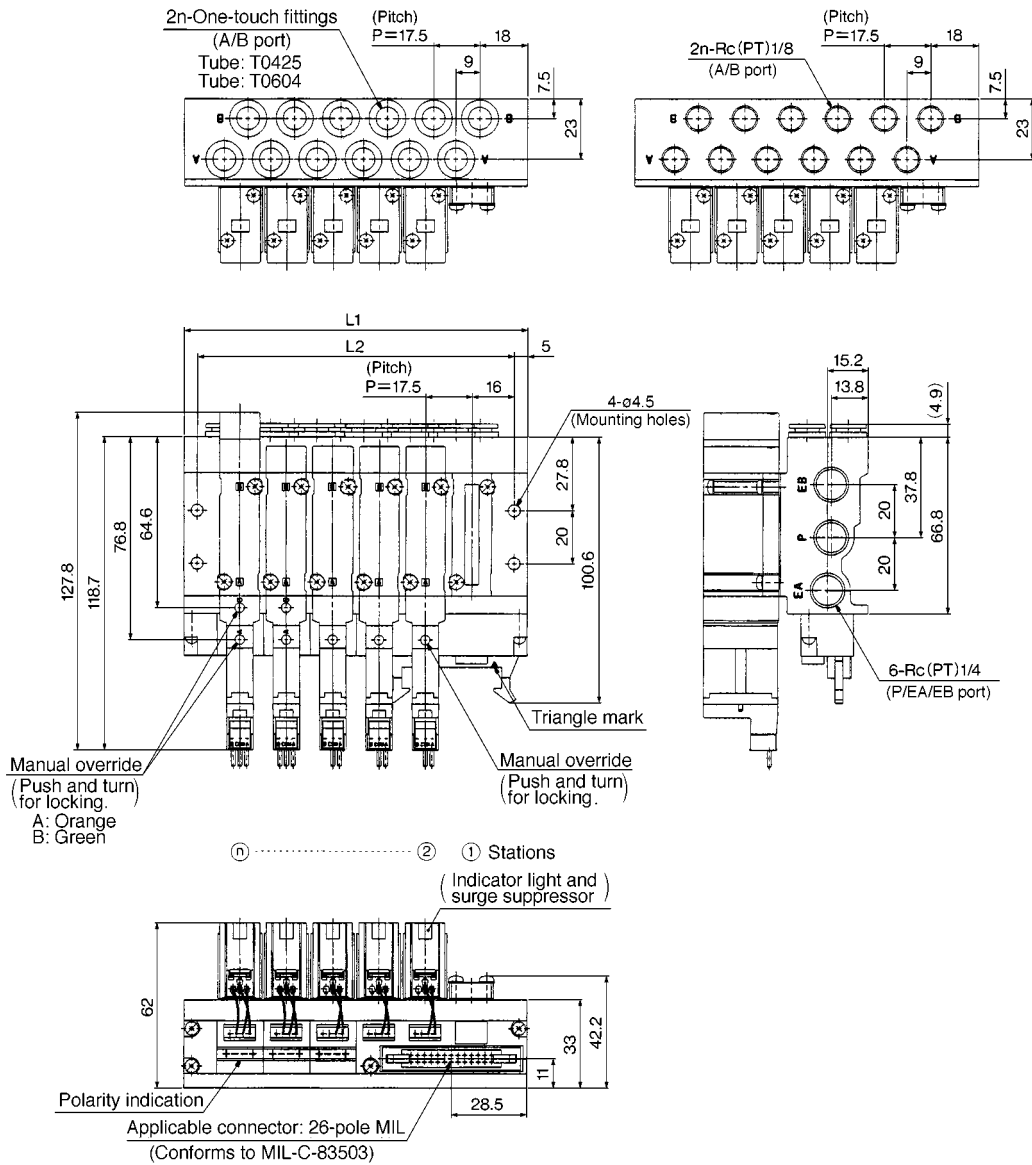 2n-One-touch fittings
(A/B port)
Tube: T0425
Tube: T0604
(Pitch)
P=17.5
18
9
7.5
23
B
B
A
A
2n-Rc(PT)1/8
(A/B port)
(Pitch)
P=17.5
18
9
7.5
23
B
B
A
A
L1
L2
5
(Pitch)
P=17.5
16
4-ø4.5
(Mounting holes)
127.8
118.7
76.8
64.6
27.8
20
100.6
Triangle mark
Manual override
(Push and turn)
for locking.
A: Orange
B: Green
Manual override
(Push and turn)
for locking.
15.2
13.8
(4.9)
EB
P
EA
20
20
37.8
66.8
6-Rc(PT)1/4
(P/EA/EB port)
n ② ① Stations
(Indicator light and)
surge suppressor
62
33
42.2
11
28.5
Polarity indication
Applicable connector: 26-pole MIL
(Conforms to MIL-C-83503)